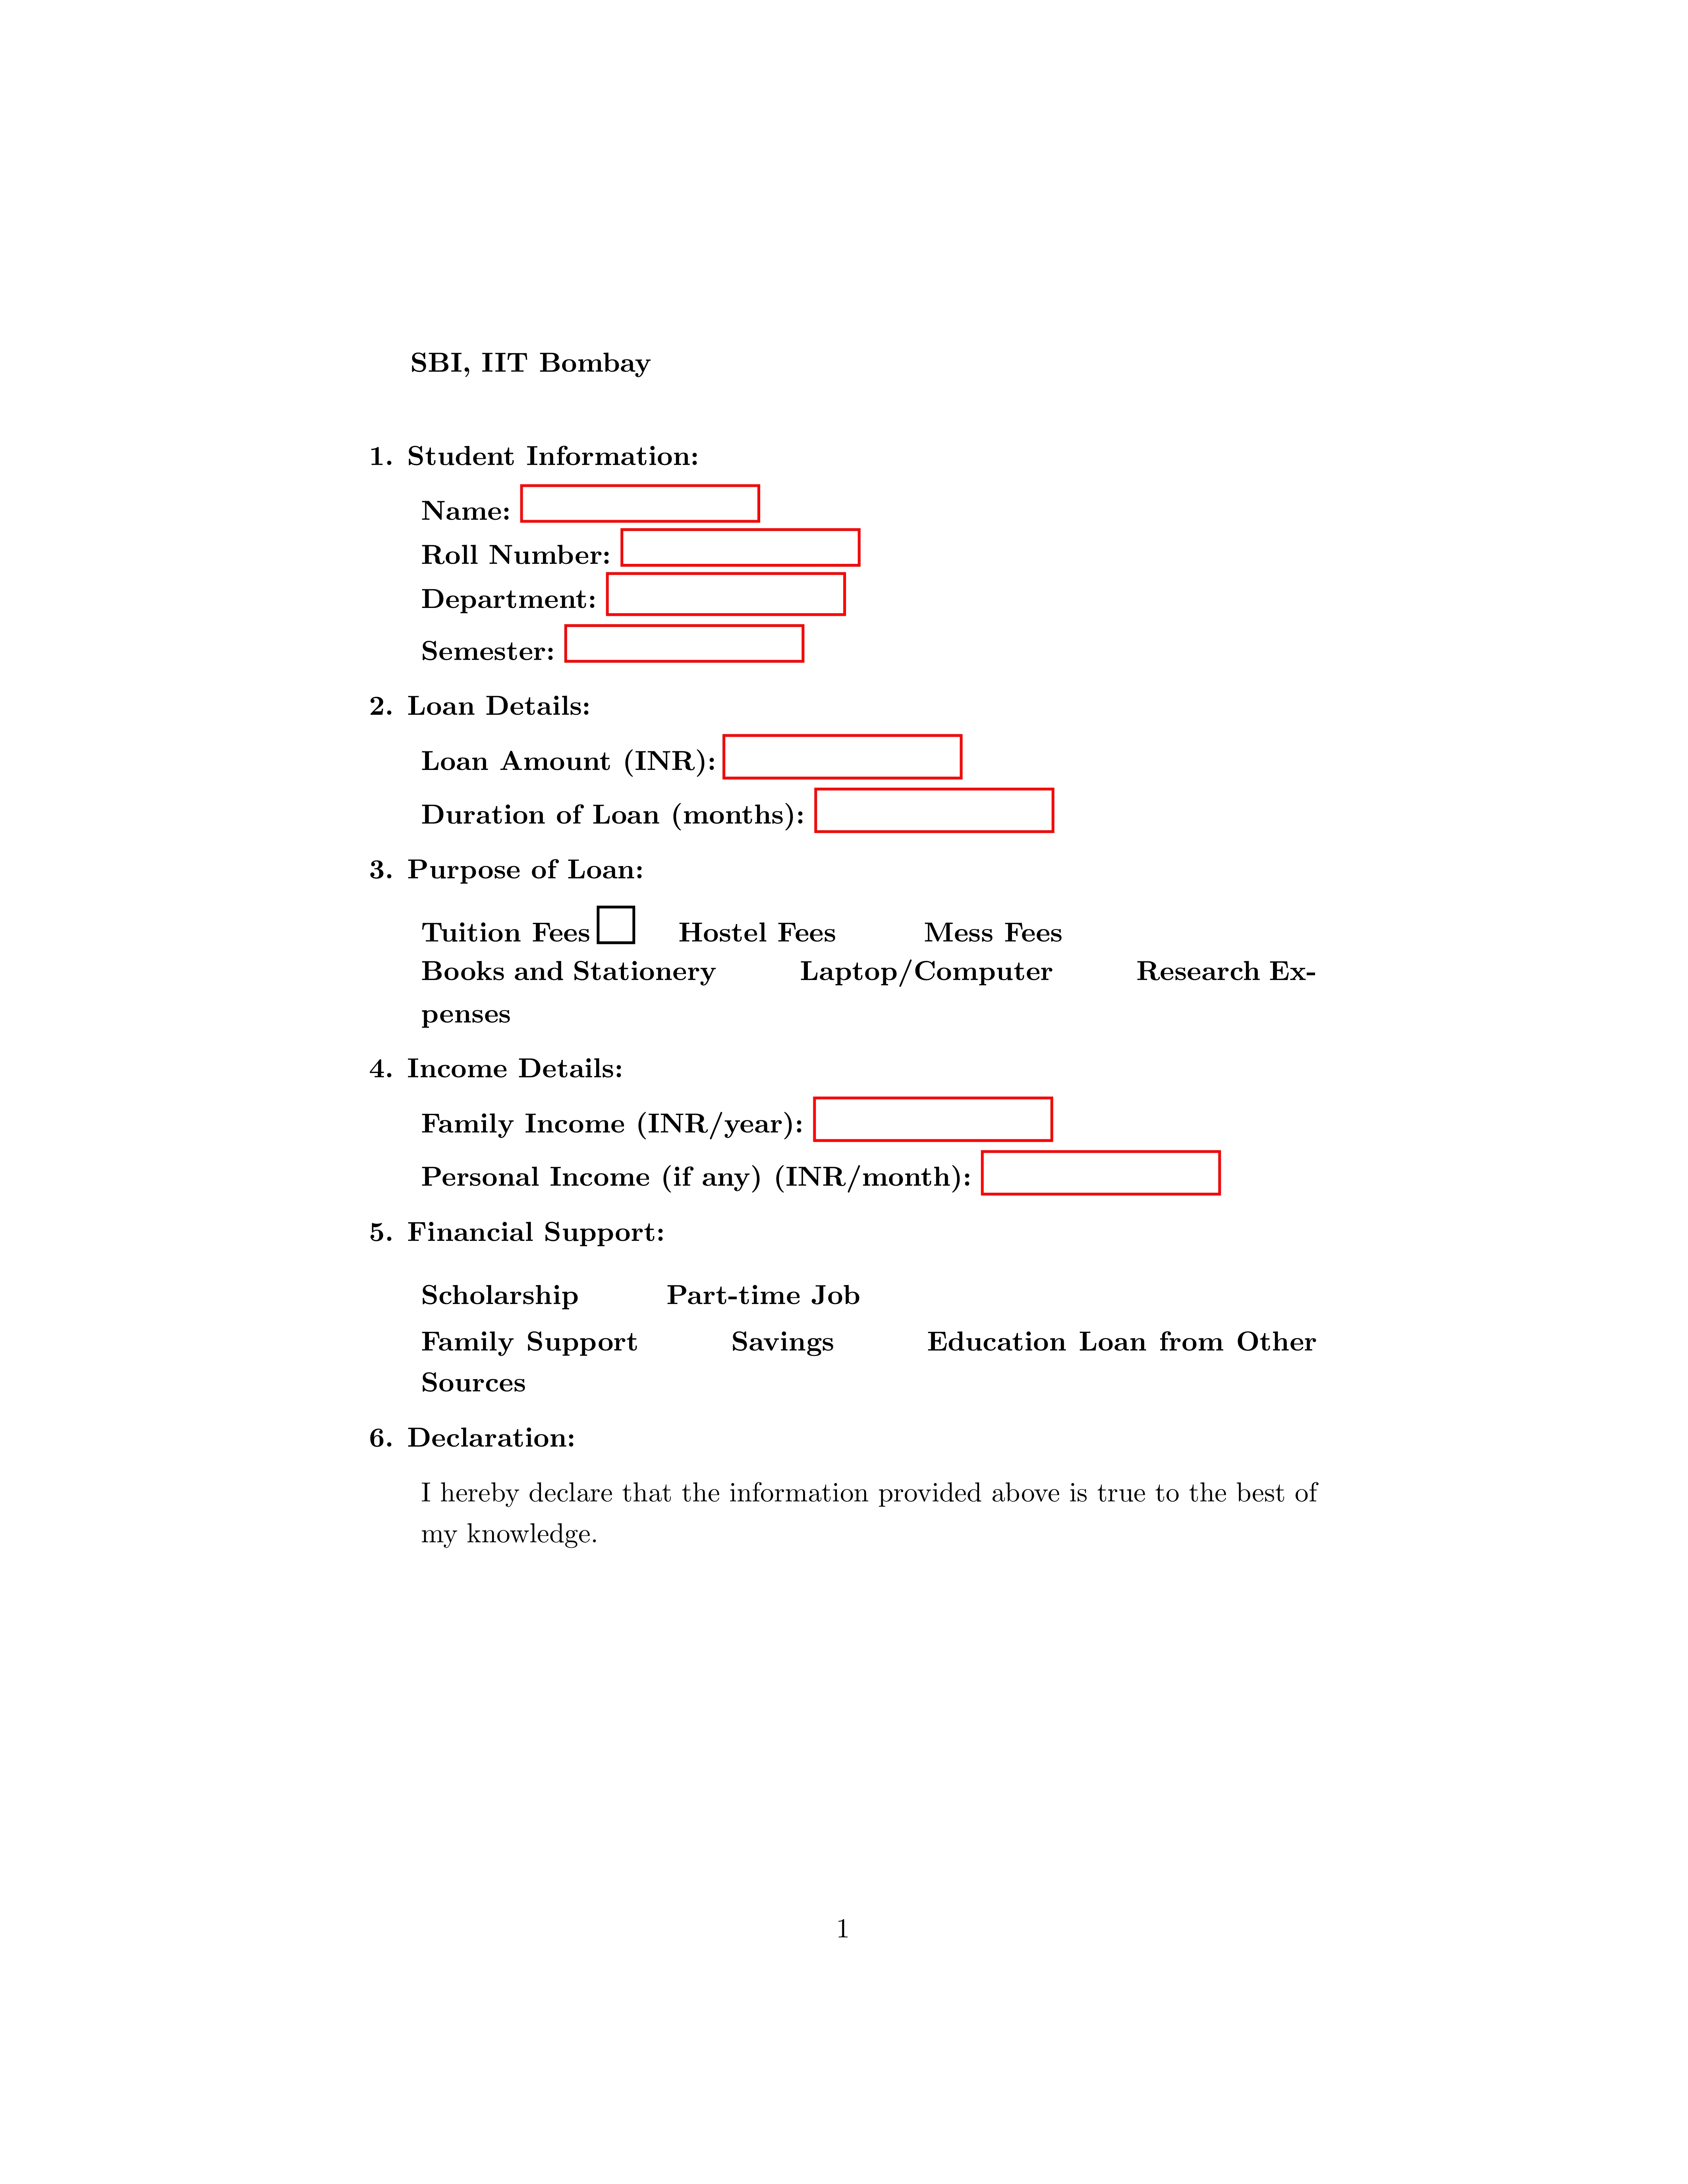 SBI, IIT Bombay
1. Student Information:
Name:
Roll Number:
Department:
Semester:
2. Loan Details:
Loan Amount (INR):
Duration of Loan (months):
3. Purpose of Loan:
Tuition Fees Hostel Fees Mess Fees
Books and Stationery Laptop/Computer Research Ex-
penses
4. Income Details:
Family Income (INR/year):
Personal Income (if any) (INR/month):
5. Financial Support:
Scholarship Part-time Job
Family Support Savings Education Loan from Other
Sources
6. Declaration:
I hereby declare that the information provided above is true to the best of
my knowledge.
1